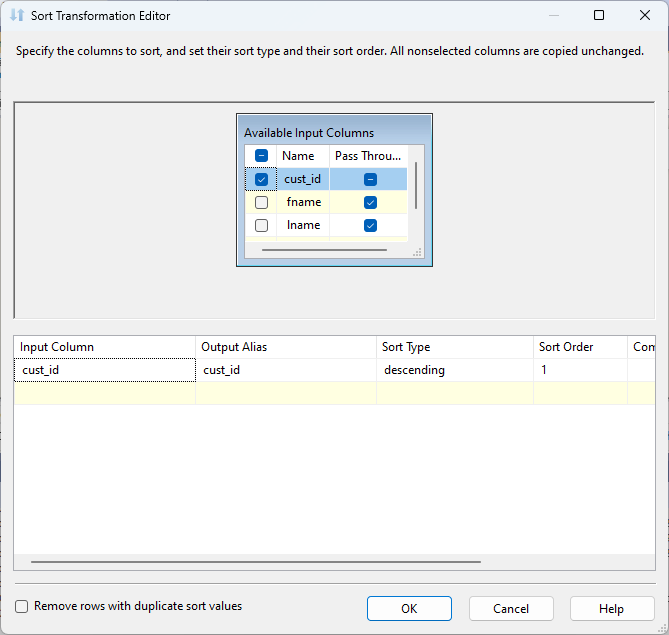 Sort Transformation Editor
Specify the columns to sort, and set their sort type and their sort order. All nonselected columns are copied unchanged.
Available Input Columns
Name Pass Throu...
cust_id
fname
lname
Input Column Output Alias Sort Type Sort Order Com
cust_id cust_id descending 1
Remove rows with duplicate sort values
OK Cancel Help